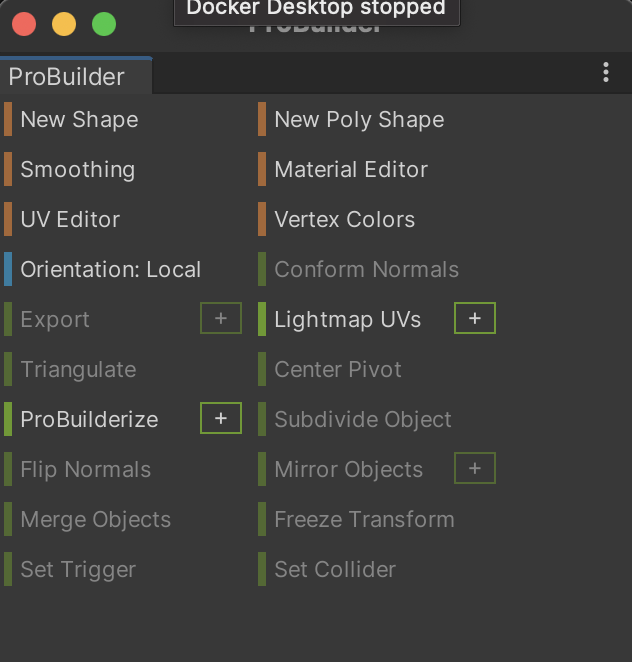 Docker Desktop stopped
ProBuilder
ProBuilder
New Shape
New Poly Shape
Smoothing
Material Editor
UV Editor
Vertex Colors
Orientation: Local
Conform Normals
Export +
Lightmap UVs +
Triangulate
Center Pivot
ProBuilderize +
Subdivide Object
Flip Normals
Mirror Objects +
Merge Objects
Freeze Transform
Set Trigger
Set Collider